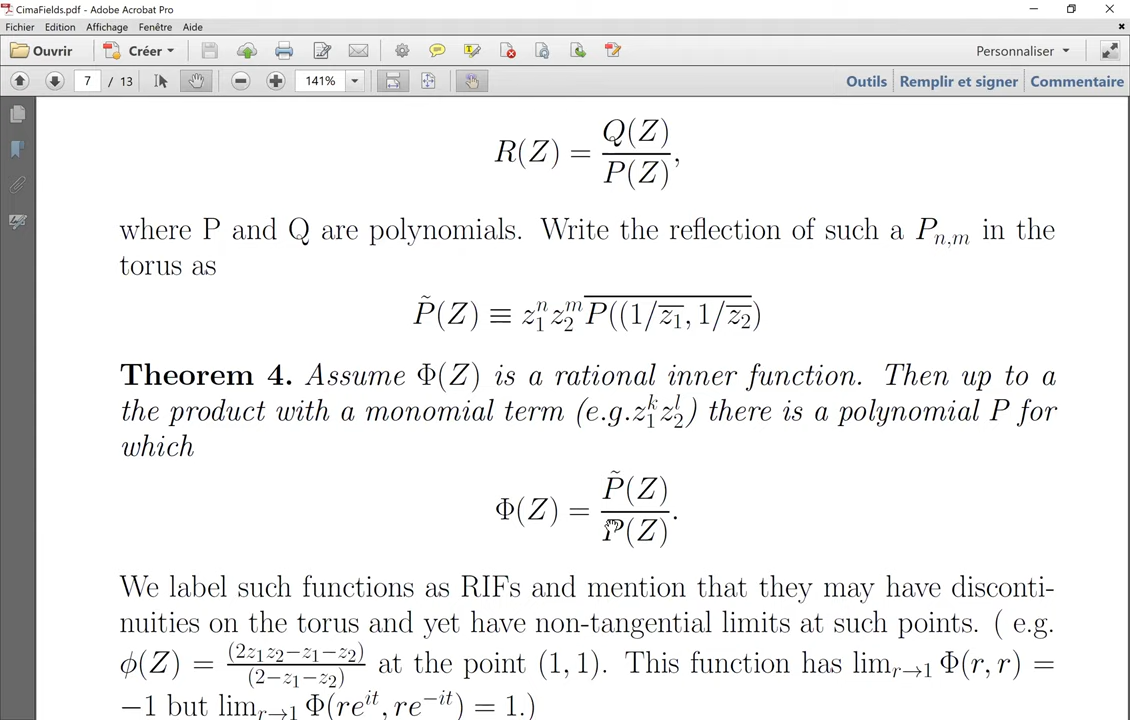 CimaFields.pdf - Adobe Acrobat Pro
Fichier Edition Affichage Fenêtre Aide
Ouvrir Créer Personnaliser
7 / 13 141% Outils Remplir et signer Commentaire
R(Z) = Q(Z)/P(Z),
where P and Q are polynomials. Write the reflection of such a P_{n,m} in the
torus as
P̃(Z) ≡ z_1^n z_2^m \overline{P((1/\overline{z_1}, 1/\overline{z_2}})
Theorem 4. Assume Φ(Z) is a rational inner function. Then up to a
the product with a monomial term (e.g.z_1^k z_2^l) there is a polynomial P for
which
Φ(Z) = P̃(Z)/P(Z).
We label such functions as RIFs and mention that they may have disconti-
nuities on the torus and yet have non-tangential limits at such points. ( e.g.
ϕ(Z) = (2z_1z_2−z_1−z_2)/(2−z_1−z_2) at the point (1, 1). This function has lim_{r→1} Φ(r, r) =
−1 but lim_{r→1} Φ(re^{it}, re^{−it}) = 1.)